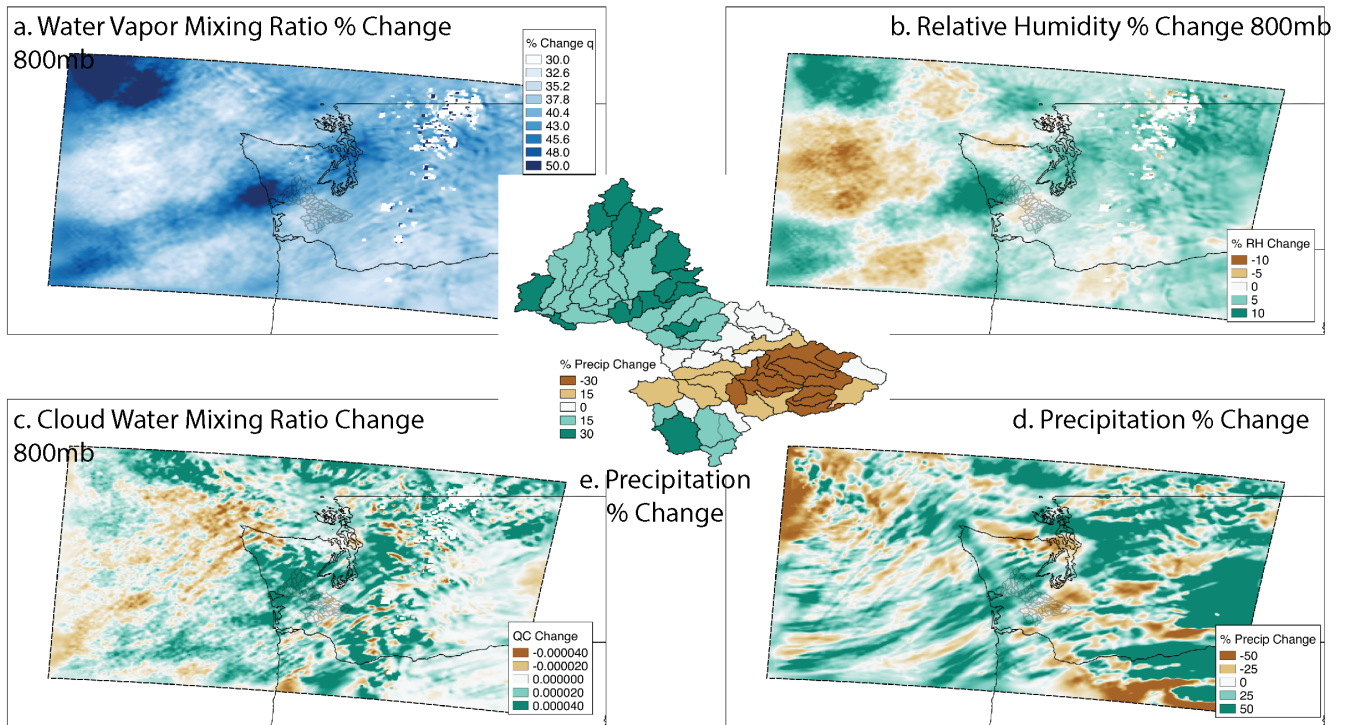 a. Water Vapor Mixing Ratio % Change
800mb
% Change q
30.0
32.6
35.2
37.8
40.4
43.0
45.6
48.0
50.0
b. Relative Humidity % Change 800mb
% RH Change
-10
-5
0
5
10
% Precip Change
-30
15
0
15
30
e. Precipitation
% Change
c. Cloud Water Mixing Ratio Change
800mb
QC Change
-0.000040
-0.000020
0.000000
0.000020
0.000040
d. Precipitation % Change
% Precip Change
-50
-25
0
25
50